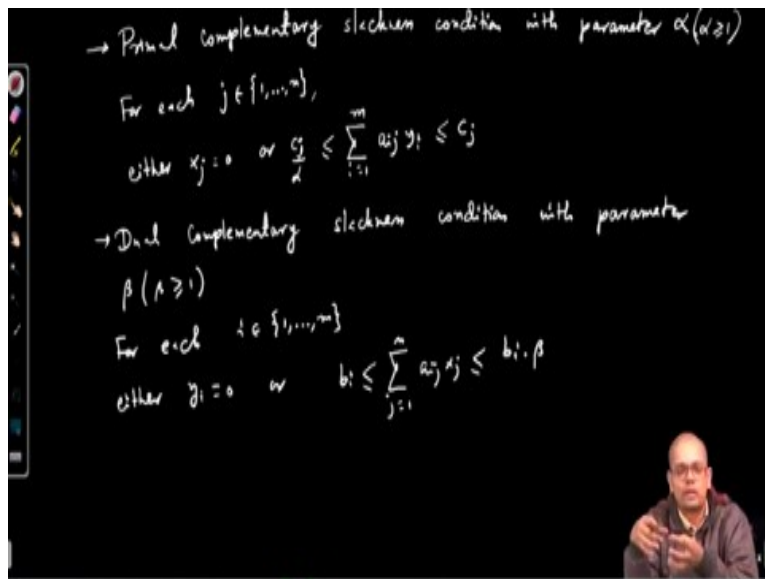 → Primal complementary slackness condition with parameter α(α≥1)
For each j ∈ {1,...,n},
either xⱼ = 0 or cⱼ/α ≤ ∑_{i=1}^{m} aᵢⱼ yᵢ ≤ cⱼ
→ Dual complementary slackness condition with parameter
β (β ≥ 1)
For each i ∈ {1,...,m}
either yᵢ = 0 or bᵢ ≤ ∑_{j=1}^{n} aᵢⱼ xⱼ ≤ bᵢ.β